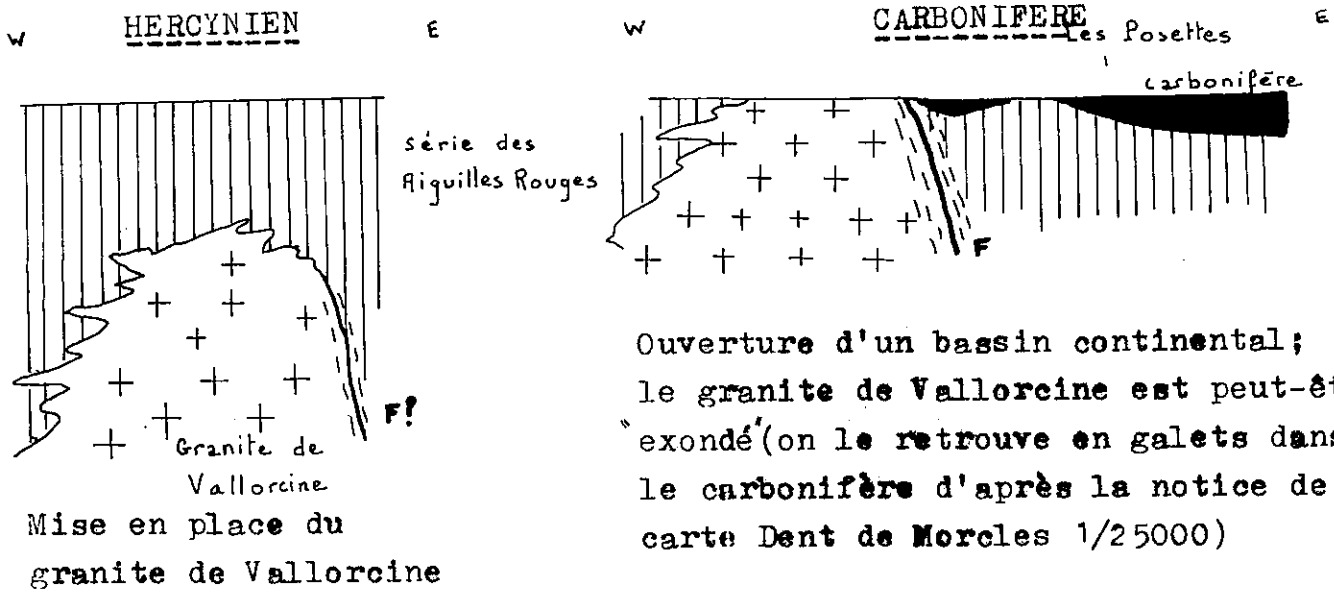 W HERCYNIEN E
série des
Aiguilles Rouges
F?
Granite de
Vallorcine
Mise en place du
granite de Vallorcine
W CARBONIFERE E
Les Posettes
carbonifère
F
Ouverture d'un bassin continental;
le granite de Vallorcine est peut-êt
"exondé"(on le retrouve en galets dans
le carbonifère d'après la notice de
carte Dent de Morcles 1/25000)